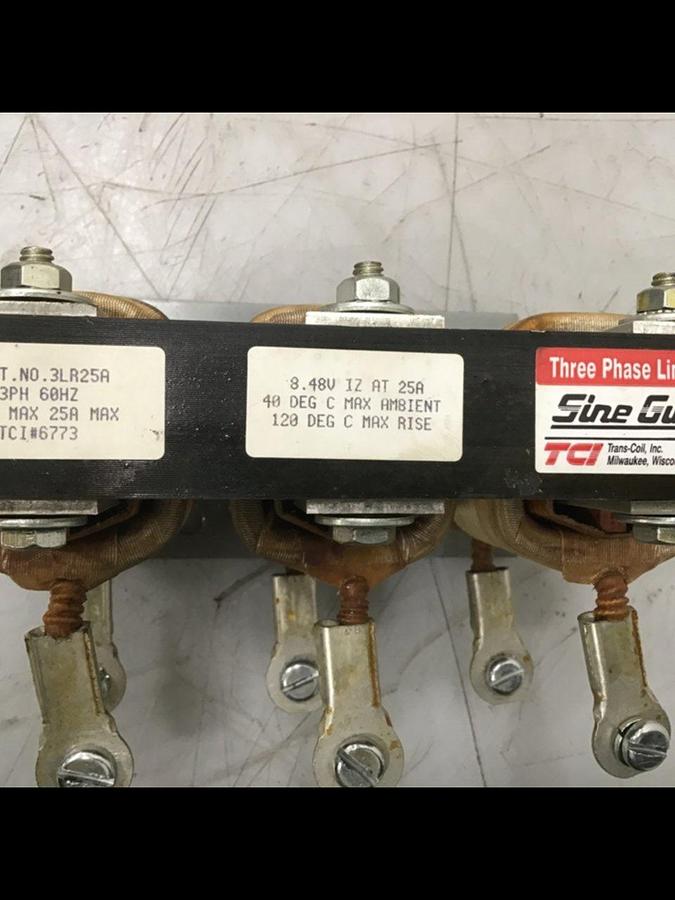 T.NO.3LR25A
3PH 60HZ
MAX 25A MAX
TCI#6773
8.48V IZ AT 25A
40 DEG C MAX AMBIENT
120 DEG C MAX RISE
Three Phase Lin
Sine Gu
TCI Trans-Coil, Inc.
Milwaukee, Wisco